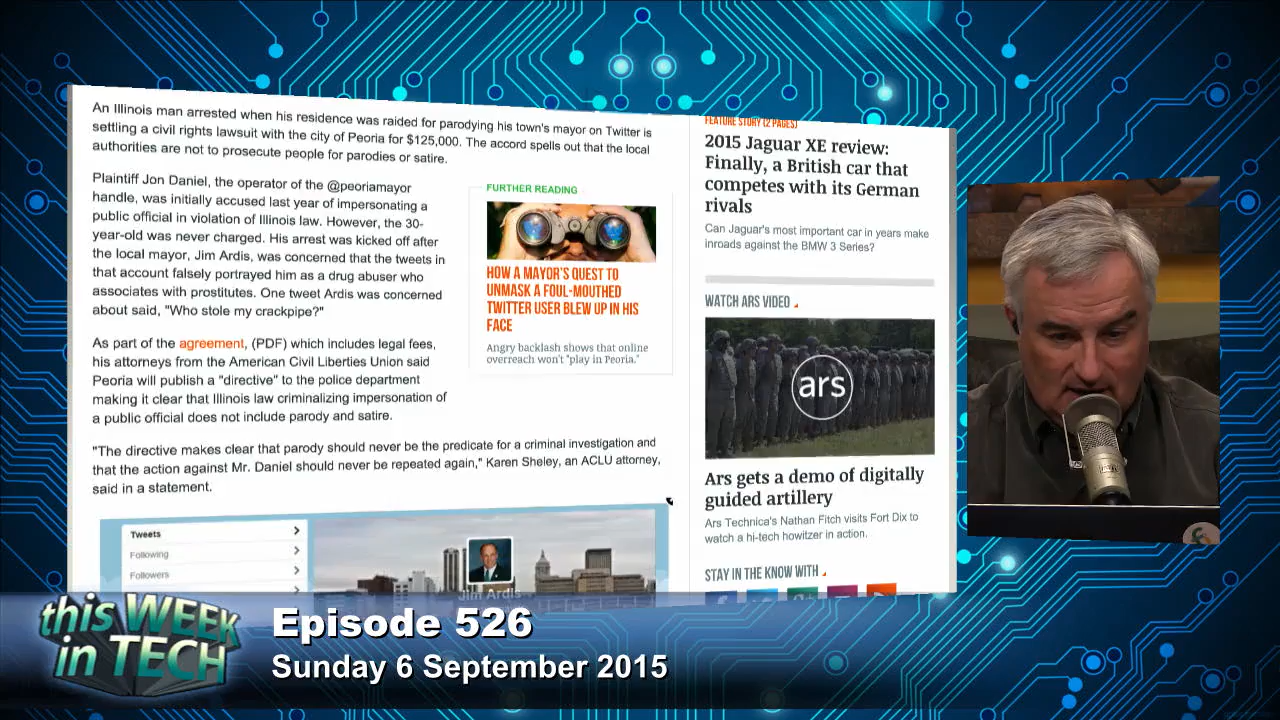 An Illinois man arrested when his residence was raided for parodying his town's mayor on Twitter is
settling a civil rights lawsuit with the city of Peoria for $125,000. The accord spells out that the local
authorities are not to prosecute people for parodies or satire.
Plaintiff Jon Daniel, the operator of the @peoriamayor
handle, was initially accused last year of impersonating a
public official in violation of Illinois law. However, the 30-
year-old was never charged. His arrest was kicked off after
the local mayor, Jim Ardis, was concerned that the tweets in
that account falsely portrayed him as a drug abuser who
associates with prostitutes. One tweet Ardis was concerned
about said, "Who stole my crackpipe?"
As part of the agreement, (PDF) which includes legal fees,
his attorneys from the American Civil Liberties Union said
Peoria will publish a "directive" to the police department
making it clear that Illinois law criminalizing impersonation of
a public official does not include parody and satire.
"The directive makes clear that parody should never be the predicate for a criminal investigation and
that the action against Mr. Daniel should never be repeated again," Karen Sheley, an ACLU attorney,
said in a statement.
FURTHER READING
HOW A MAYOR'S QUEST TO
UNMASK A FOUL-MOUTHED
TWITTER USER BLEW UP IN HIS
FACE
Angry backlash shows that online
overreach won't "play in Peoria."
Tweets
Following
Followers
Jim Ardis
FEATURE STORY (2 PAGES)
2015 Jaguar XE review:
Finally, a British car that
competes with its German
rivals
Can Jaguar's most important car in years make
inroads against the BMW 3 Series?
WATCH ARS VIDEO
ars
Ars gets a demo of digitally
guided artillery
Ars Technica's Nathan Fitch visits Fort Dix to
watch a hi-tech howitzer in action.
STAY IN THE KNOW WITH
this WEEK
in TECH
Episode 526
Sunday 6 September 2015